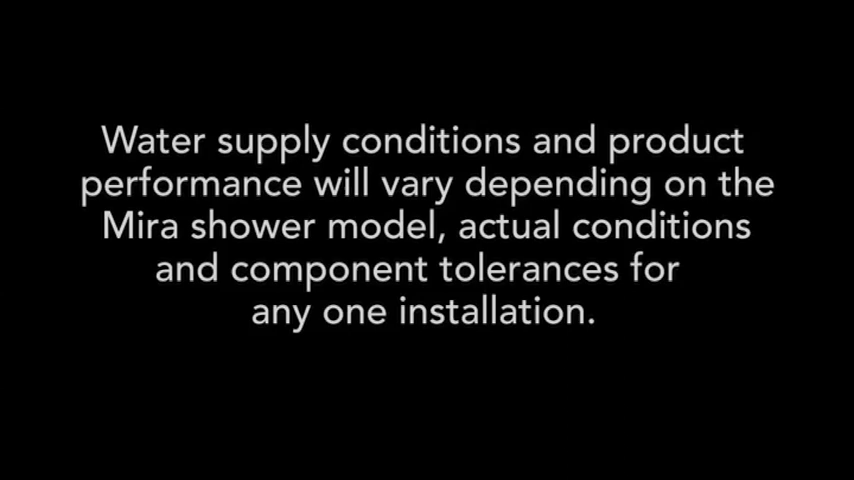 Water supply conditions and product
performance will vary depending on the
Mira shower model, actual conditions
and component tolerances for
any one installation.